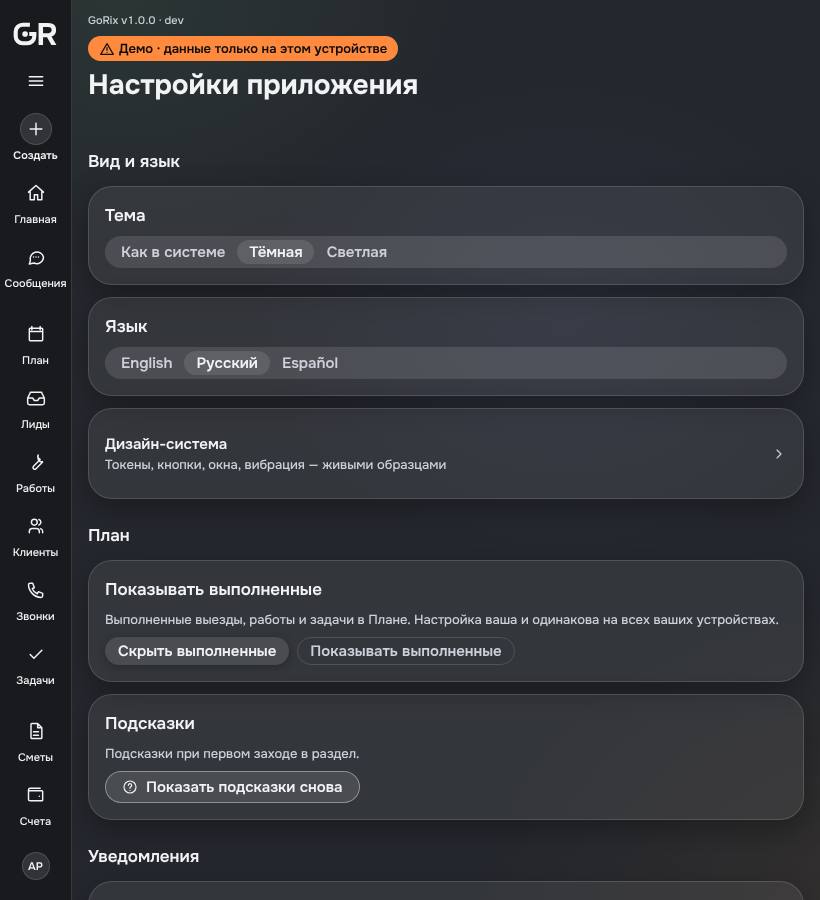 GR
Создать
Главная
Сообщения
План
Лиды
Работы
Клиенты
Звонки
Задачи
Сметы
Счета
AP
GoRix v1.0.0 · dev
Демо · данные только на этом устройстве
Настройки приложения
Вид и язык
Тема
Как в системе Тёмная Светлая
Язык
English Русский Español
Дизайн-система
Токены, кнопки, окна, вибрация — живыми образцами
План
Показывать выполненные
Выполненные выезды, работы и задачи в Плане. Настройка ваша и одинакова на всех ваших устройствах.
Скрыть выполненные Показывать выполненные
Подсказки
Подсказки при первом заходе в раздел.
Показать подсказки снова
Уведомления